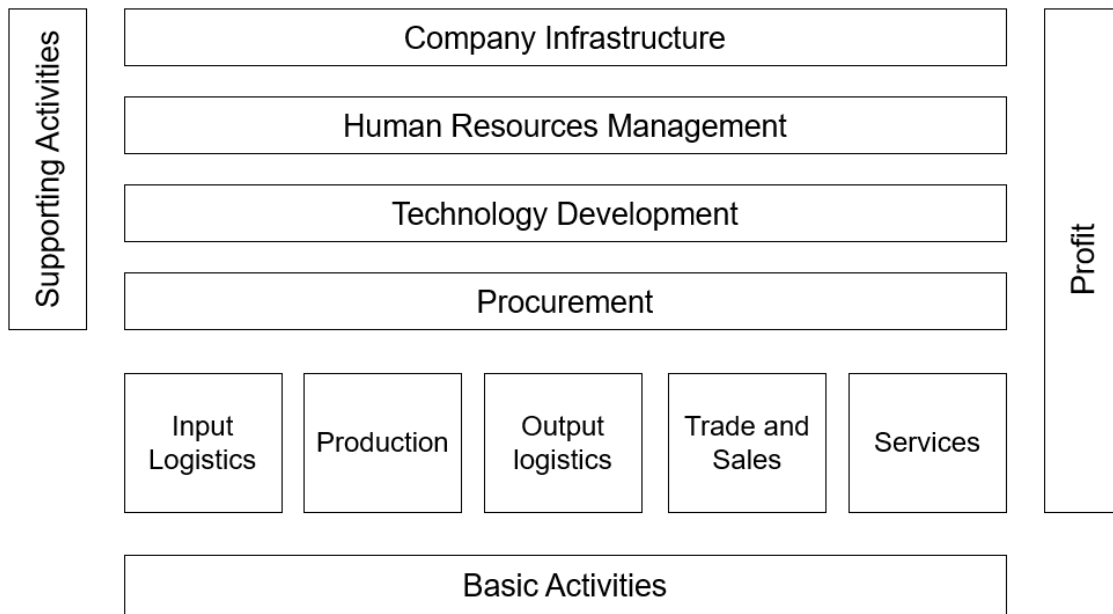 Supporting Activities
Company Infrastructure
Human Resources Management
Technology Development
Procurement
Profit
Input
Logistics
Production
Output
logistics
Trade and
Sales
Services
Basic Activities